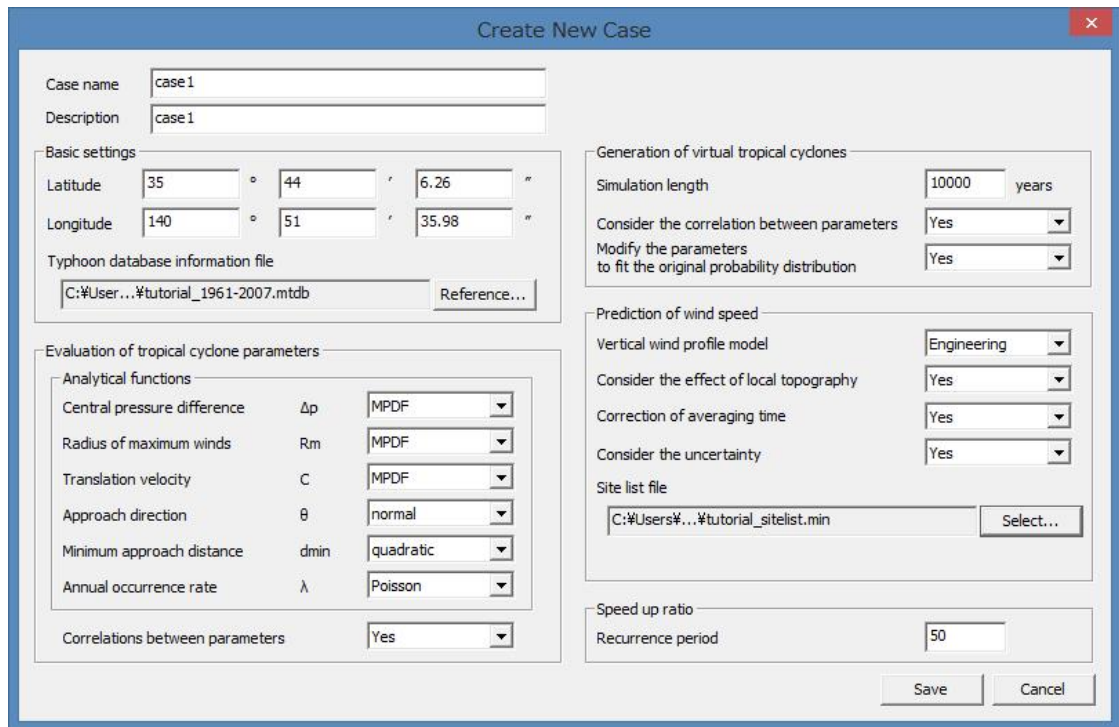 Create New Case
Case name case1
Description case1
Basic settings
Latitude 35 ° 44 ′ 6.26 ″
Longitude 140 ° 51 ′ 35.98 ″
Typhoon database information file
C:¥User...¥tutorial_1961-2007.mtdb Reference...
Evaluation of tropical cyclone parameters
Analytical functions
Central pressure difference Δp MPDF
Radius of maximum winds Rm MPDF
Translation velocity C MPDF
Approach direction θ normal
Minimum approach distance dmin quadratic
Annual occurrence rate λ Poisson
Correlations between parameters Yes
Generation of virtual tropical cyclones
Simulation length 10000 years
Consider the correlation between parameters Yes
Modify the parameters
to fit the original probability distribution Yes
Prediction of wind speed
Vertical wind profile model Engineering
Consider the effect of local topography Yes
Correction of averaging time Yes
Consider the uncertainty Yes
Site list file
C:¥Users¥...¥tutorial_sitelist.min Select...
Speed up ratio
Recurrence period 50
Save Cancel